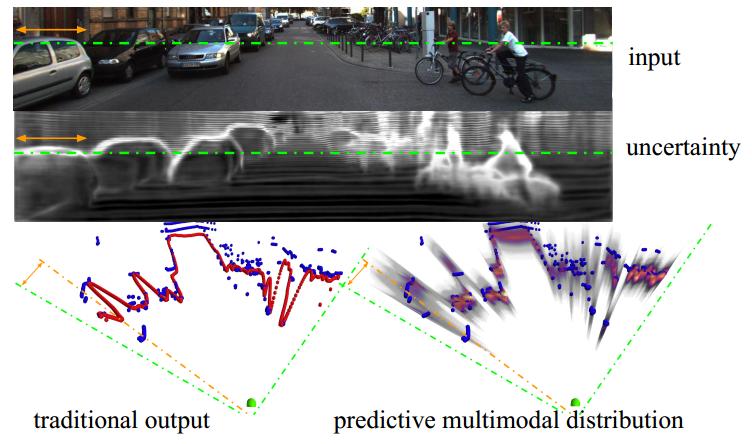 input
uncertainty
traditional output
predictive multimodal distribution